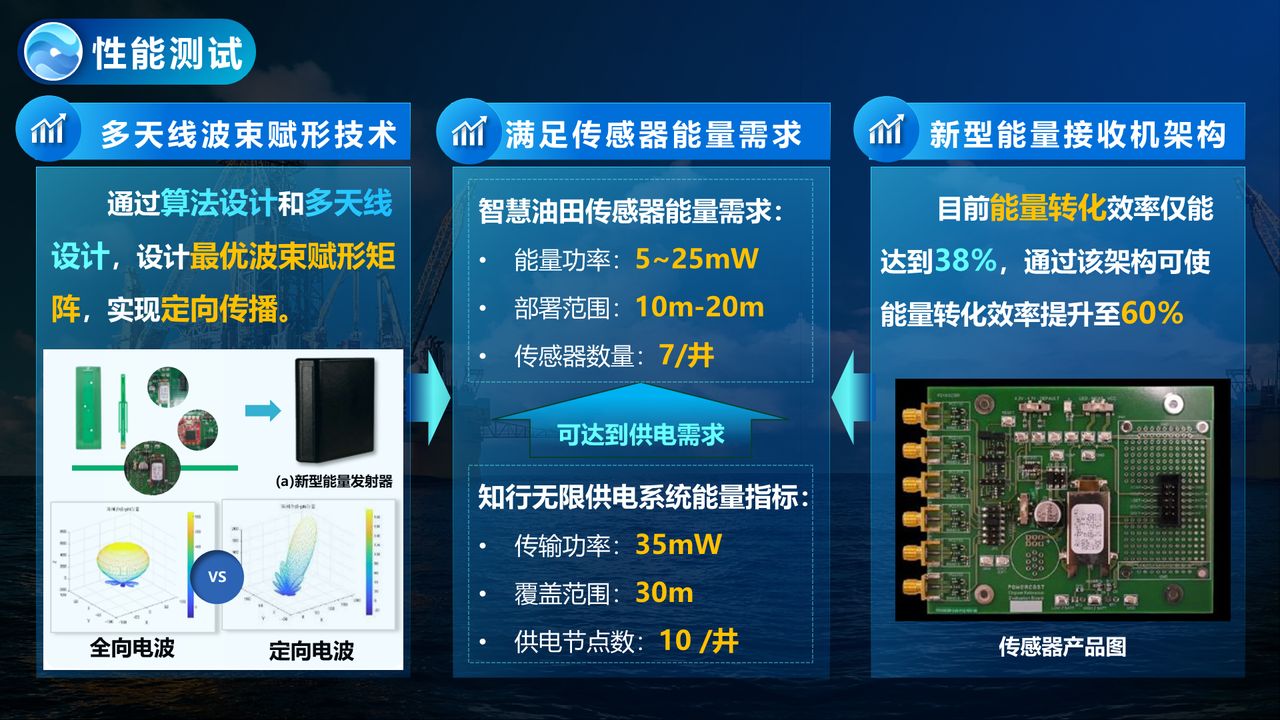 性能测试
多天线波束赋形技术
通过算法设计和多天线
设计，设计最优波束赋形矩
阵，实现定向传播。
(a)新型能量发射器
VS
全向电波
定向电波
满足传感器能量需求
智慧油田传感器能量需求：
• 能量功率：5~25mW
• 部署范围：10m-20m
• 传感器数量：7/井
可达到供电需求
知行无限供电系统能量指标：
• 传输功率：35mW
• 覆盖范围：30m
• 供电节点数：10 /井
新型能量接收机架构
目前能量转化效率仅能
达到38%，通过该架构可使
能量转化效率提升至60%
POWERCAST
传感器产品图